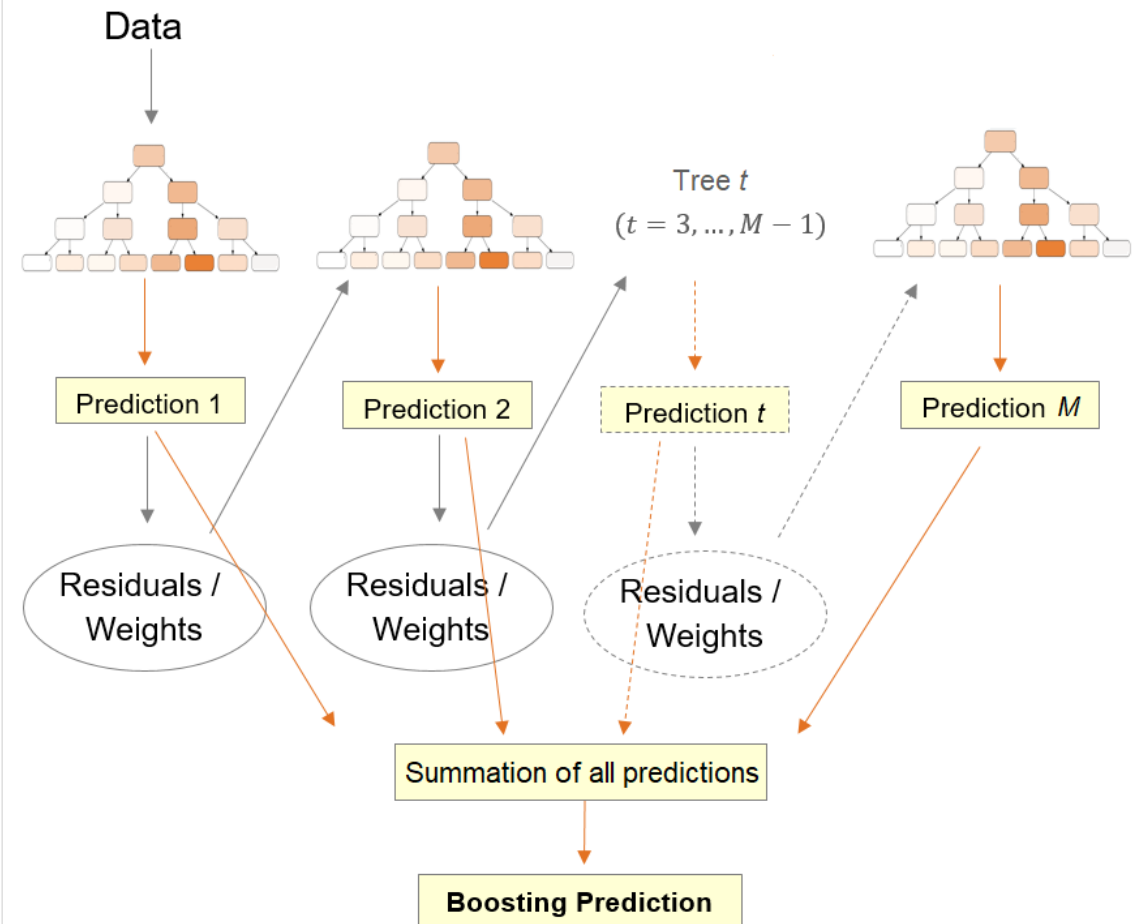 Data
Tree t
(t = 3, ..., M − 1)
Prediction 1
Prediction 2
Prediction t
Prediction M
Residuals /
Weights
Residuals /
Weights
Residuals /
Weights
Summation of all predictions
Boosting Prediction